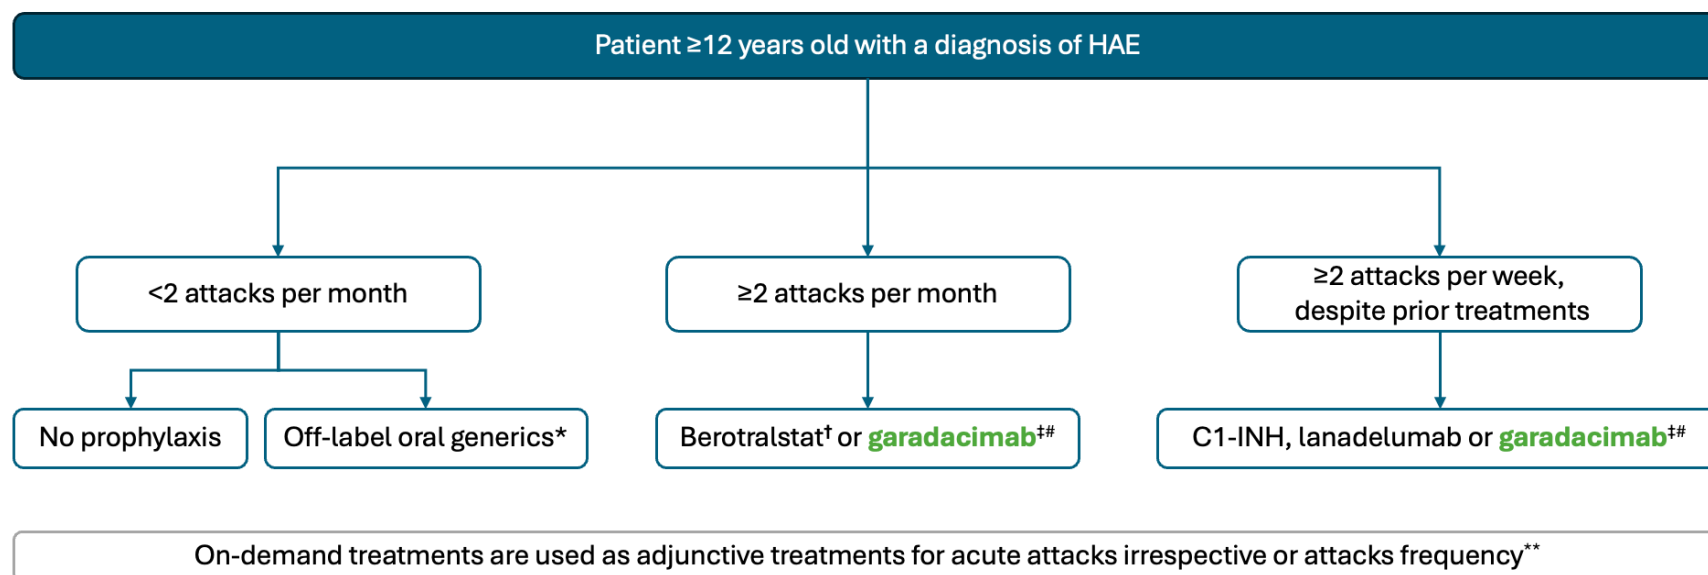 Patient ≥12 years old with a diagnosis of HAE
<2 attacks per month
≥2 attacks per month
≥2 attacks per week,
despite prior treatments
No prophylaxis
Off-label oral generics*
Berotralstat† or garadacimab‡#
C1-INH, lanadelumab or garadacimab‡#
On-demand treatments are used as adjunctive treatments for acute attacks irrespective or attacks frequency**